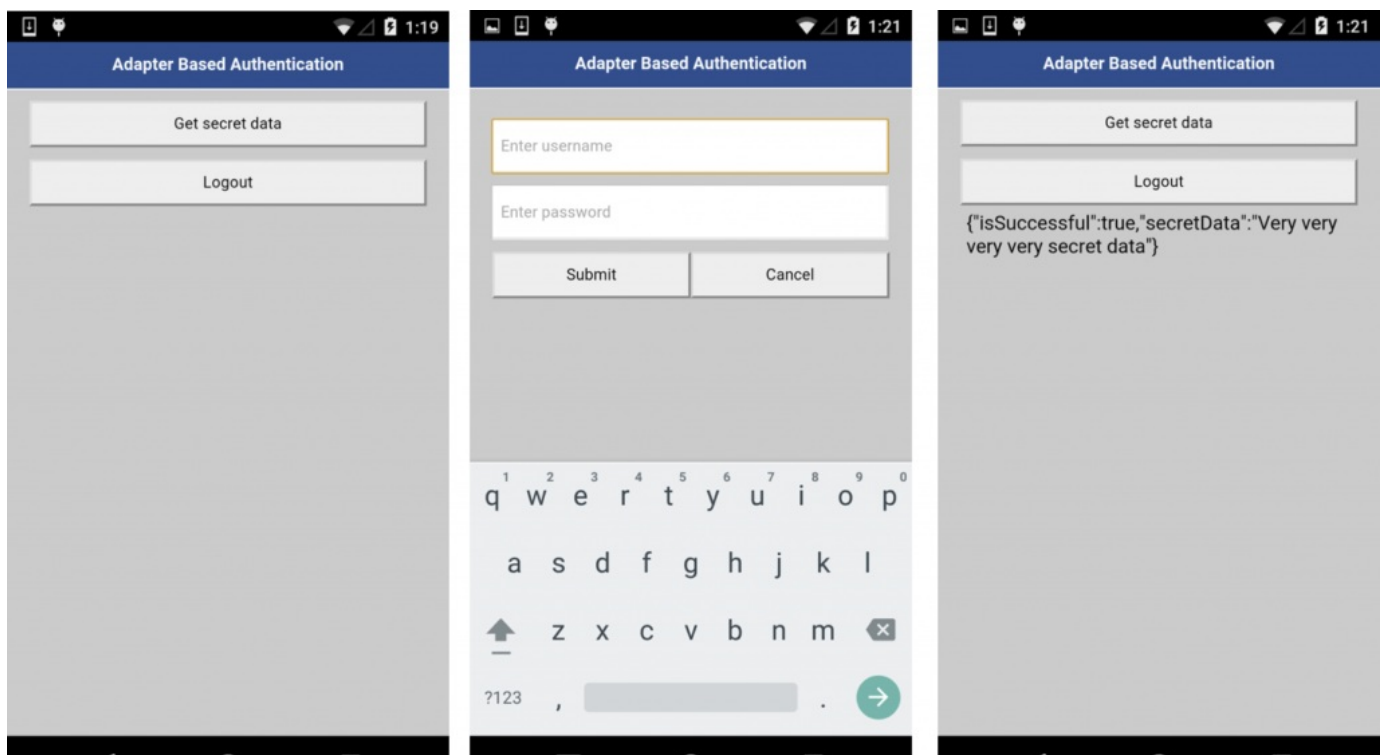 1:19
Adapter Based Authentication
Get secret data
Logout
1:21
Adapter Based Authentication
Enter username
Enter password
Submit
Cancel
1 2 3 4 5 6 7 8 9 0
q w e r t y u i o p
a s d f g h j k l
z x c v b n m
?123 , .
1:21
Adapter Based Authentication
Get secret data
Logout
{"isSuccessful":true,"secretData":"Very very
very very secret data"}